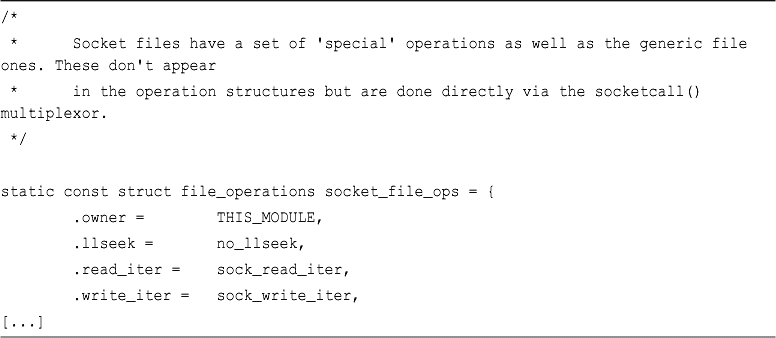 /*
 *      Socket files have a set of 'special' operations as well as the generic file
ones. These don't appear
 *      in the operation structures but are done directly via the socketcall()
multiplexor.
 */

static const struct file_operations socket_file_ops = {
        .owner =        THIS_MODULE,
        .llseek =       no_llseek,
        .read_iter =    sock_read_iter,
        .write_iter =   sock_write_iter,
[...]